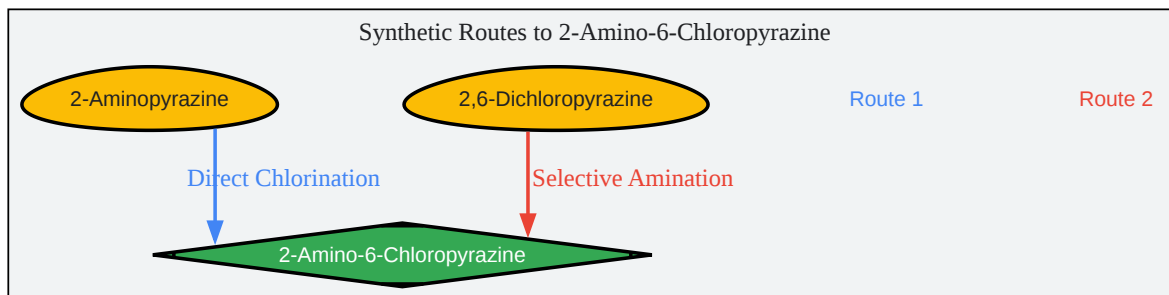 Synthetic Routes to 2-Amino-6-Chloropyrazine
2-Aminopyrazine
2,6-Dichloropyrazine
Route 1
Route 2
Direct Chlorination
Selective Amination
2-Amino-6-Chloropyrazine